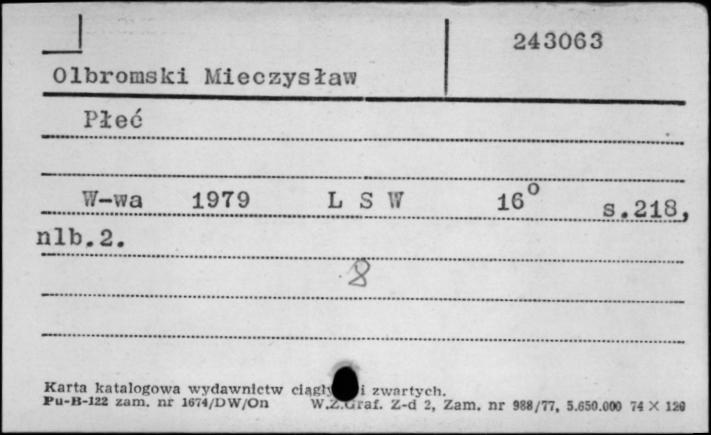 243063
Olbromski Mieczysław
Płeć
W-wa 1979 L S W 16° s.218,
nlb.2.
8
Karta katalogowa wydawnictw i zwartych.
Pu-B-122 zam. nr 1674/DW/On W.Z.Graf. Z-d 2, Zam. nr 988/77, 5.650.000 74 X 120